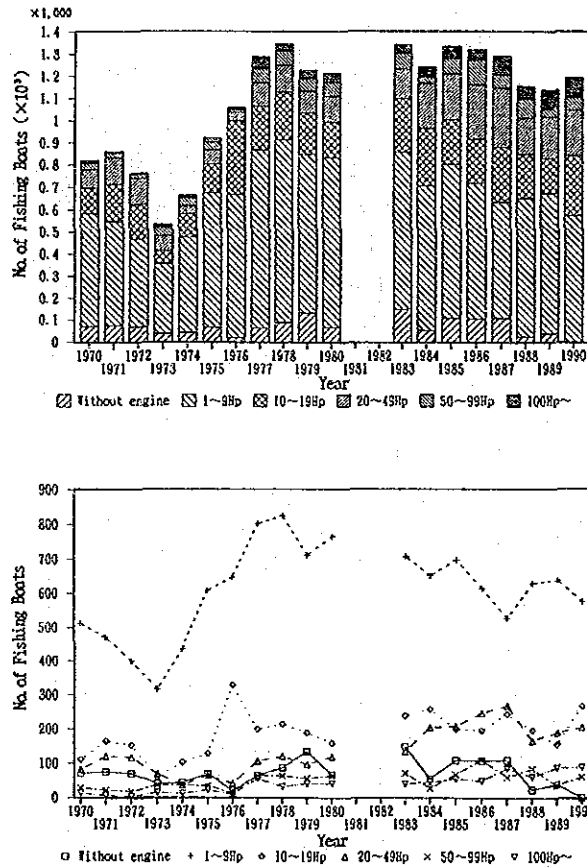 ×1,000
1.4
1.3
1.2
1.1
1
0.9
0.8
0.7
0.6
0.5
0.4
0.3
0.2
0.1
0
No. of Fishing Boats (×10³)
1970 1972 1974 1976 1978 1980 1982 1984 1986 1988 1990
1971 1973 1975 1977 1979 1981 1983 1985 1987 1989
Year
Without engine 1~9Hp 10~19Hp 20~49Hp 50~99Hp 100Hp~
900
800
700
600
500
400
300
200
100
0
No. of Fishing Boats
1970 1972 1974 1976 1978 1980 1982 1984 1986 1988 199
1971 1973 1975 1977 1979 1981 1983 1985 1987 1989
Year
Without engine 1~9Hp 10~19Hp 20~49Hp 50~99Hp 100Hp~